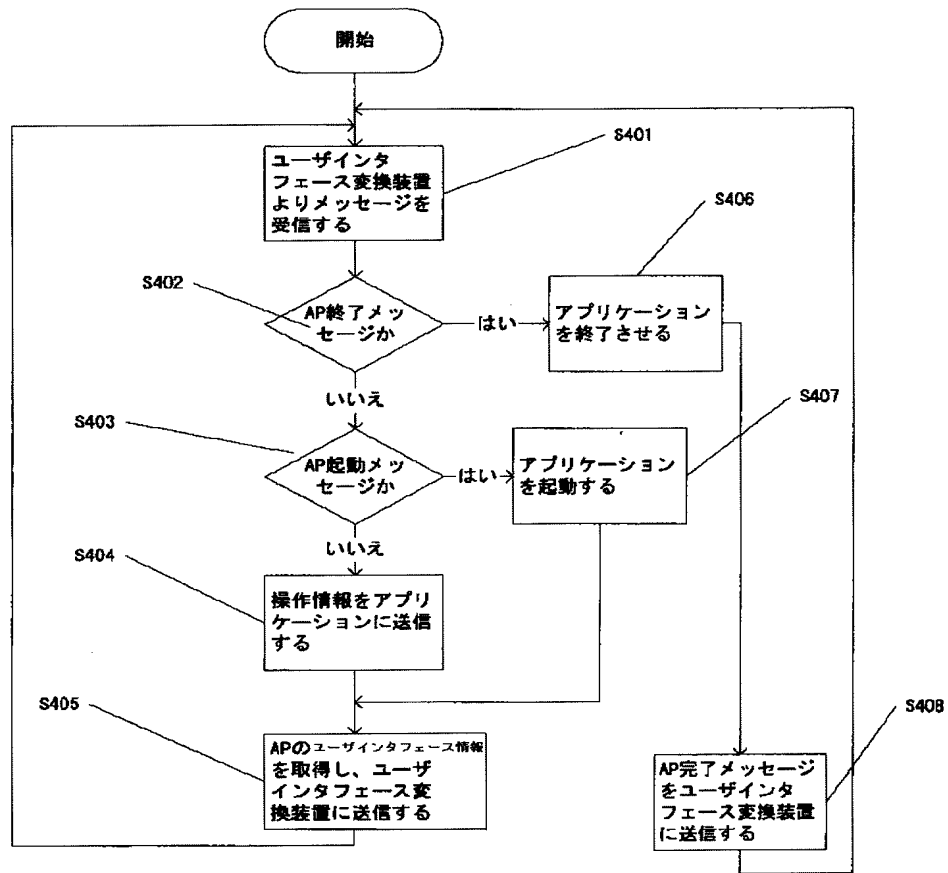 開始
S401
ユーザインタ
フェース変換装置
よりメッセージを
受信する
S406
S402
AP終了メッ
セージか
はい
アプリケーション
を終了させる
いいえ
S407
S403
AP起動メッ
セージか
はい
アプリケーション
を起動する
いいえ
S404
操作情報をアプリ
ケーションに送信
する
S405
S408
APのユーザインタフェース情報
を取得し、ユーザ
インタフェース変
換装置に送信する
AP完了メッセージ
をユーザインタ
フェース変換装置
に送信する